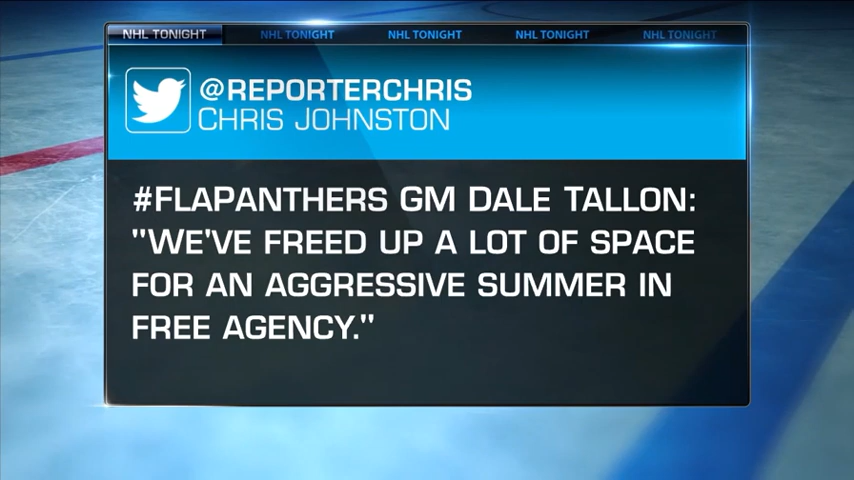 NHL TONIGHT NHL TONIGHT NHL TONIGHT NHL TONIGHT NHL TONIGHT
@REPORTERCHRIS
CHRIS JOHNSTON
#FLAPANTHERS GM DALE TALLON:
"WE'VE FREED UP A LOT OF SPACE
FOR AN AGGRESSIVE SUMMER IN
FREE AGENCY."